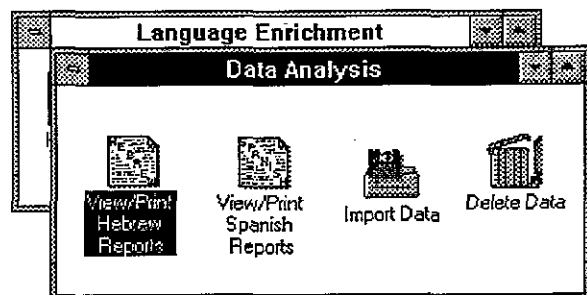 Language Enrichment
Data Analysis
View/Print
Hebrew
Reports
View/Print
Spanish
Reports
Import Data
Delete Data